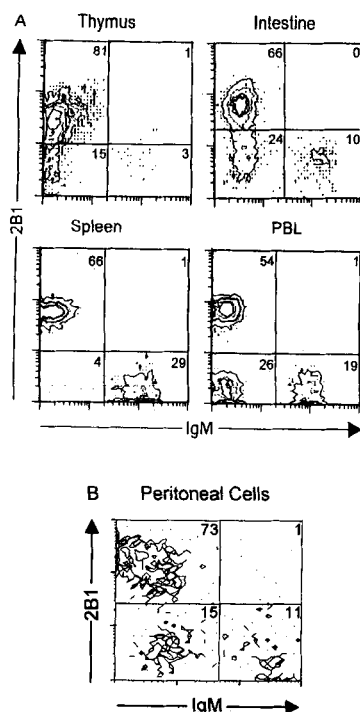 A
Thymus
Intestine
81 1
66 0
15 3
24 10
Spleen
PBL
66 1
54 1
4 29
26 19
2B1
IgM
B
Peritoneal Cells
73 1
15 11
2B1
IgM